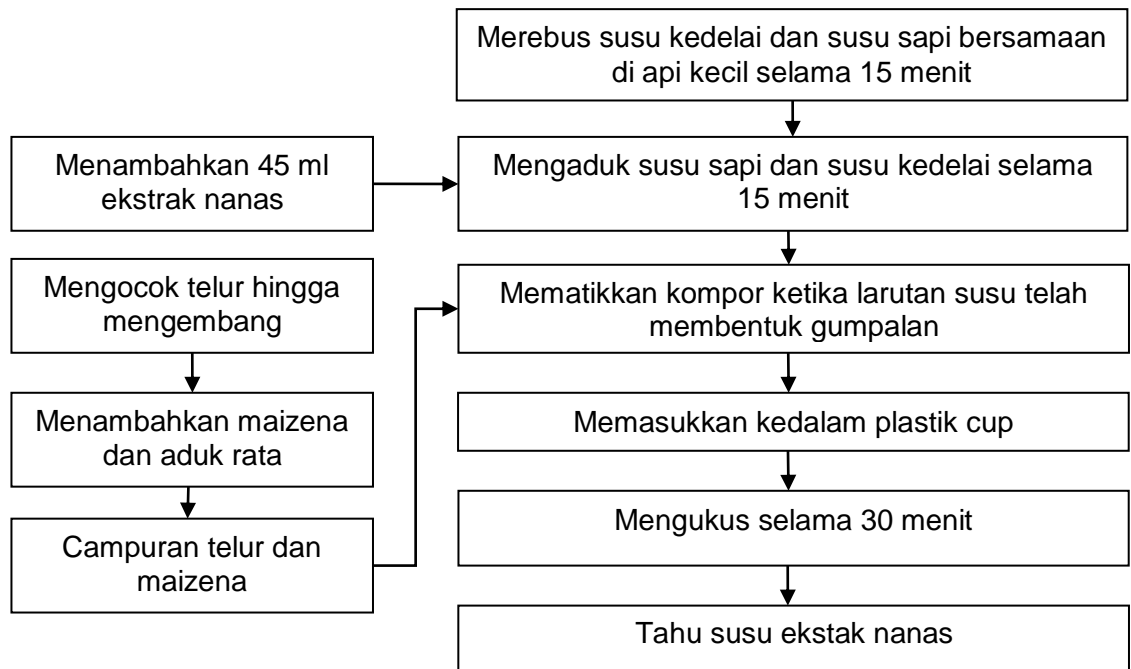 Merebus susu kedelai dan susu sapi bersamaan
di api kecil selama 15 menit
Menambahkan 45 ml
ekstrak nanas
Mengaduk susu sapi dan susu kedelai selama
15 menit
Mengocok telur hingga
mengembang
Mematikkan kompor ketika larutan susu telah
membentuk gumpalan
Menambahkan maizena
dan aduk rata
Memasukkan kedalam plastik cup
Campuran telur dan
maizena
Mengukus selama 30 menit
Tahu susu ekstak nanas